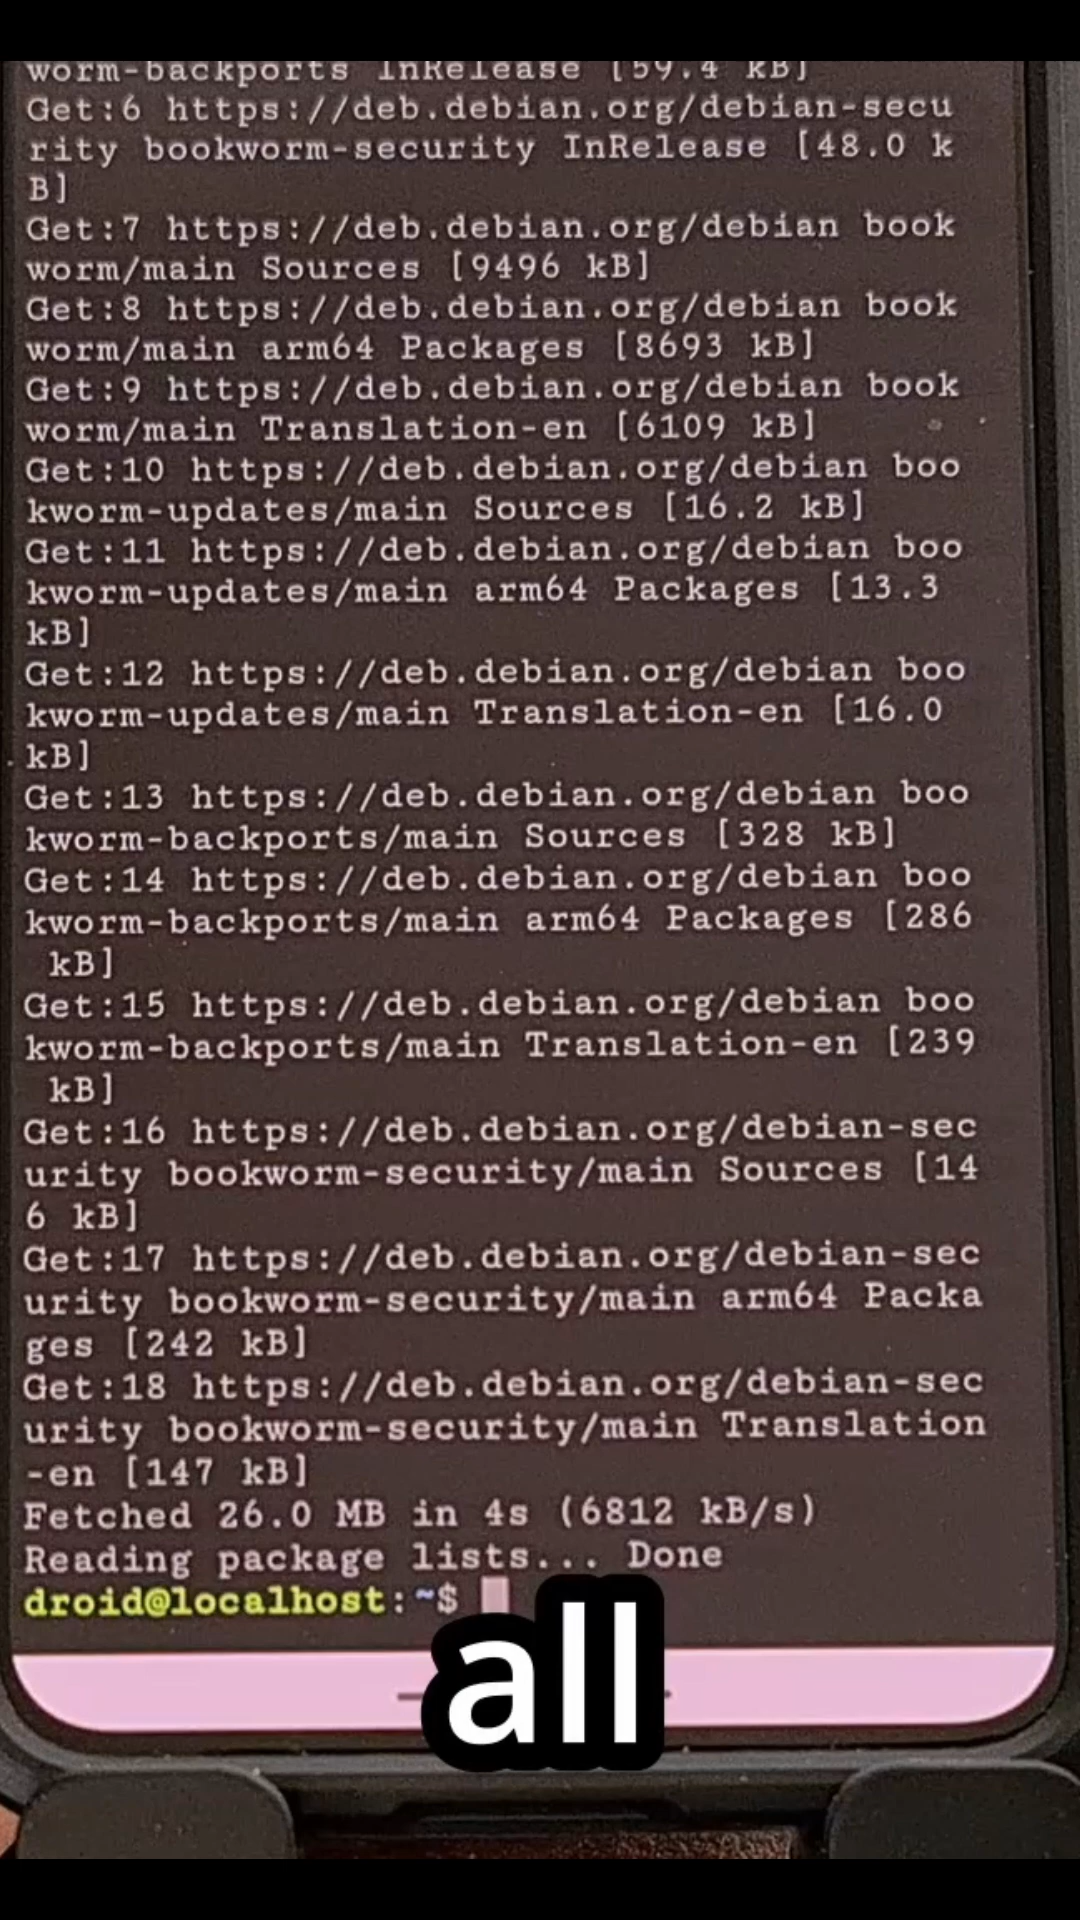 worm-backports InRelease [59.4 kB]
Get:6 https://deb.debian.org/debian-secu
rity bookworm-security InRelease [48.0 k
B]
Get:7 https://deb.debian.org/debian book
worm/main Sources [9496 kB]
Get:8 https://deb.debian.org/debian book
worm/main arm64 Packages [8693 kB]
Get:9 https://deb.debian.org/debian book
worm/main Translation-en [6109 kB]
Get:10 https://deb.debian.org/debian boo
kworm-updates/main Sources [16.2 kB]
Get:11 https://deb.debian.org/debian boo
kworm-updates/main arm64 Packages [13.3
kB]
Get:12 https://deb.debian.org/debian boo
kworm-updates/main Translation-en [16.0
kB]
Get:13 https://deb.debian.org/debian boo
kworm-backports/main Sources [328 kB]
Get:14 https://deb.debian.org/debian boo
kworm-backports/main arm64 Packages [286
kB]
Get:15 https://deb.debian.org/debian boo
kworm-backports/main Translation-en [239
kB]
Get:16 https://deb.debian.org/debian-sec
urity bookworm-security/main Sources [14
6 kB]
Get:17 https://deb.debian.org/debian-sec
urity bookworm-security/main arm64 Packa
ges [242 kB]
Get:18 https://deb.debian.org/debian-sec
urity bookworm-security/main Translation
-en [147 kB]
Fetched 26.0 MB in 4s (6812 kB/s)
Reading package lists... Done
droid@localhost:~$
all